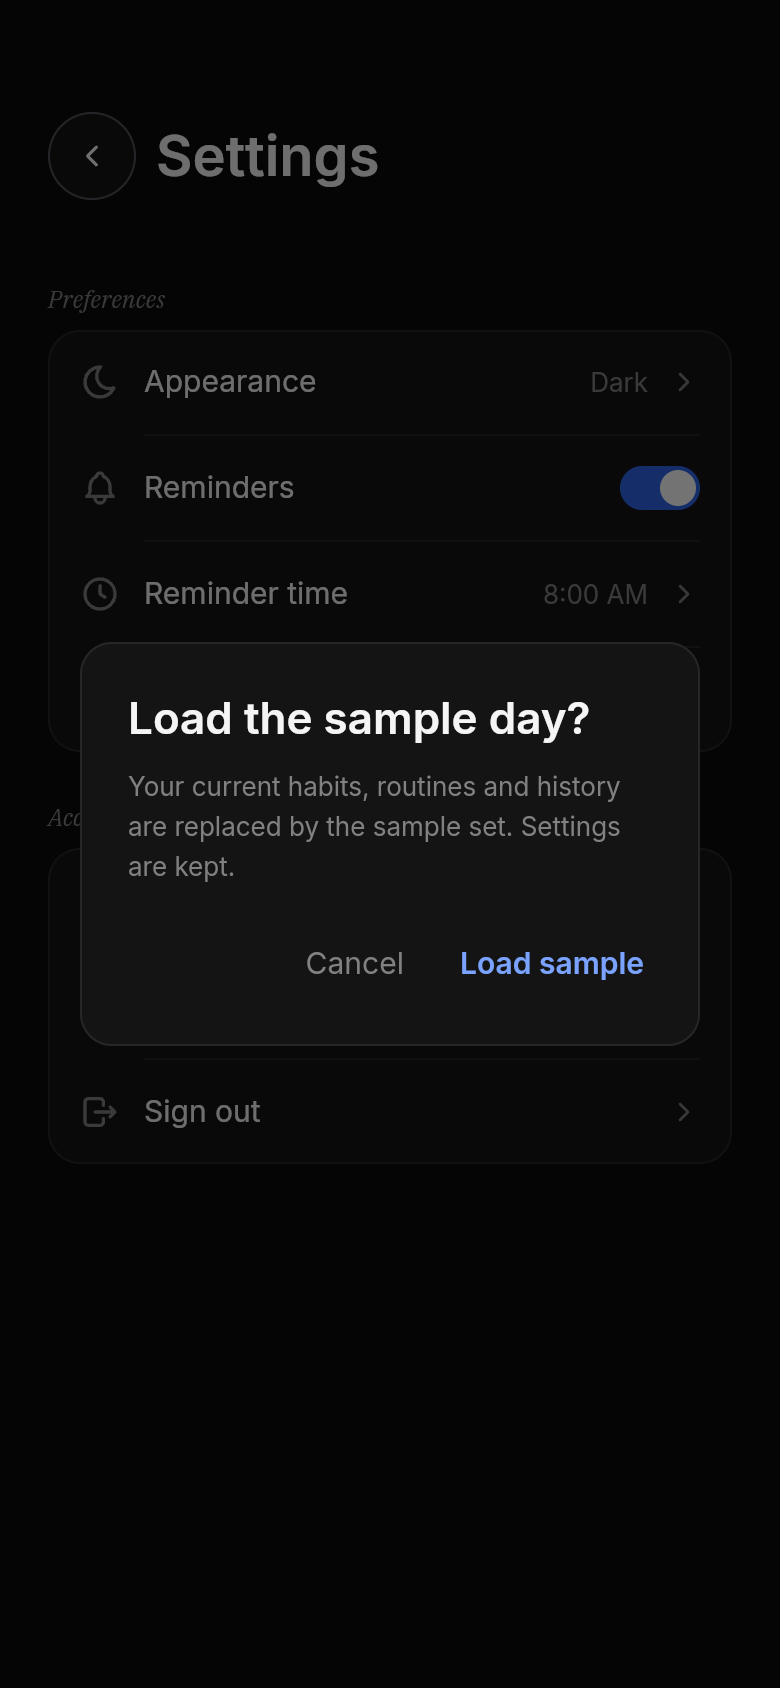 Settings
Preferences
Appearance
Dark
Reminders
Reminder time
8:00 AM
Load the sample day?
Your current habits, routines and history
are replaced by the sample set. Settings
are kept.
Cancel
Load sample
Sign out